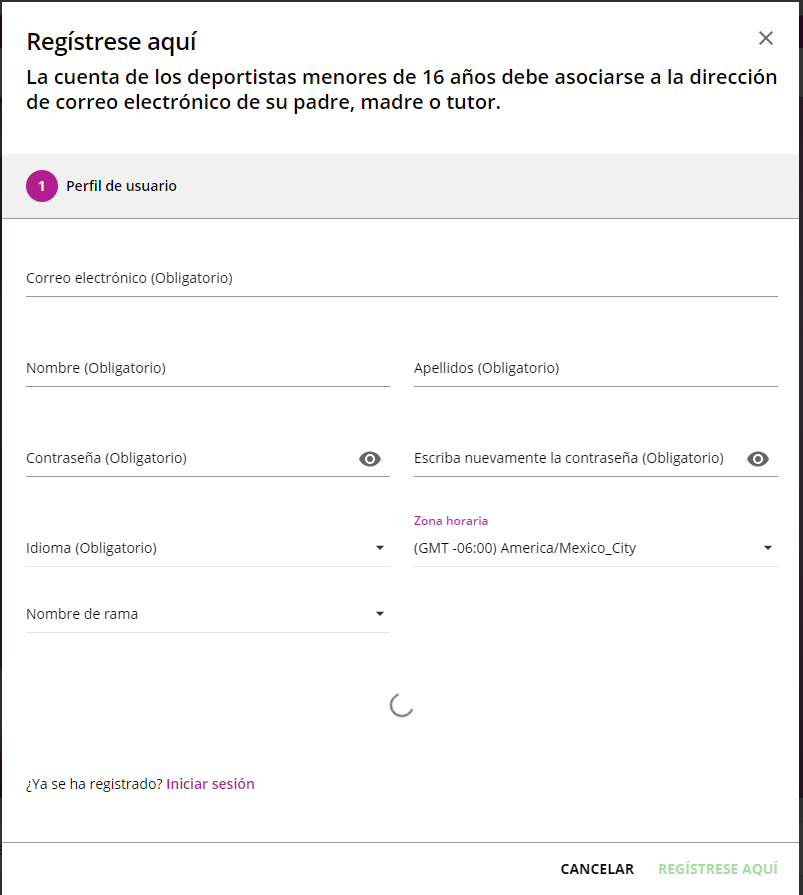 Regístrese aquí
La cuenta de los deportistas menores de 16 años debe asociarse a la dirección
de correo electrónico de su padre, madre o tutor.
1 Perfil de usuario
Correo electrónico (Obligatorio)
Nombre (Obligatorio)
Apellidos (Obligatorio)
Contraseña (Obligatorio)
Escriba nuevamente la contraseña (Obligatorio)
Zona horaria
Idioma (Obligatorio)
(GMT -06:00) America/Mexico_City
Nombre de rama
¿Ya se ha registrado? Iniciar sesión
CANCELAR
REGÍSTRESE AQUÍ